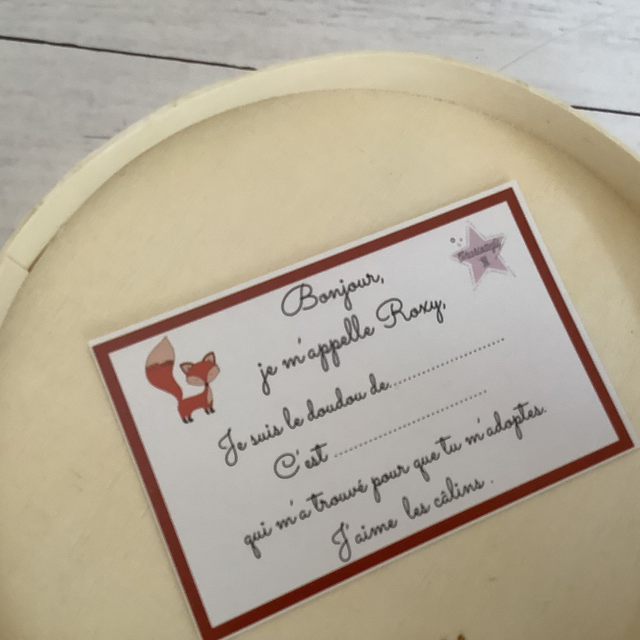 Bonjour,
je m'appelle Roxy,
Je suis le doudou de..........................
C'est .................................
qui m'a trouvé pour que tu m'adoptes.
J'aime les câlins.